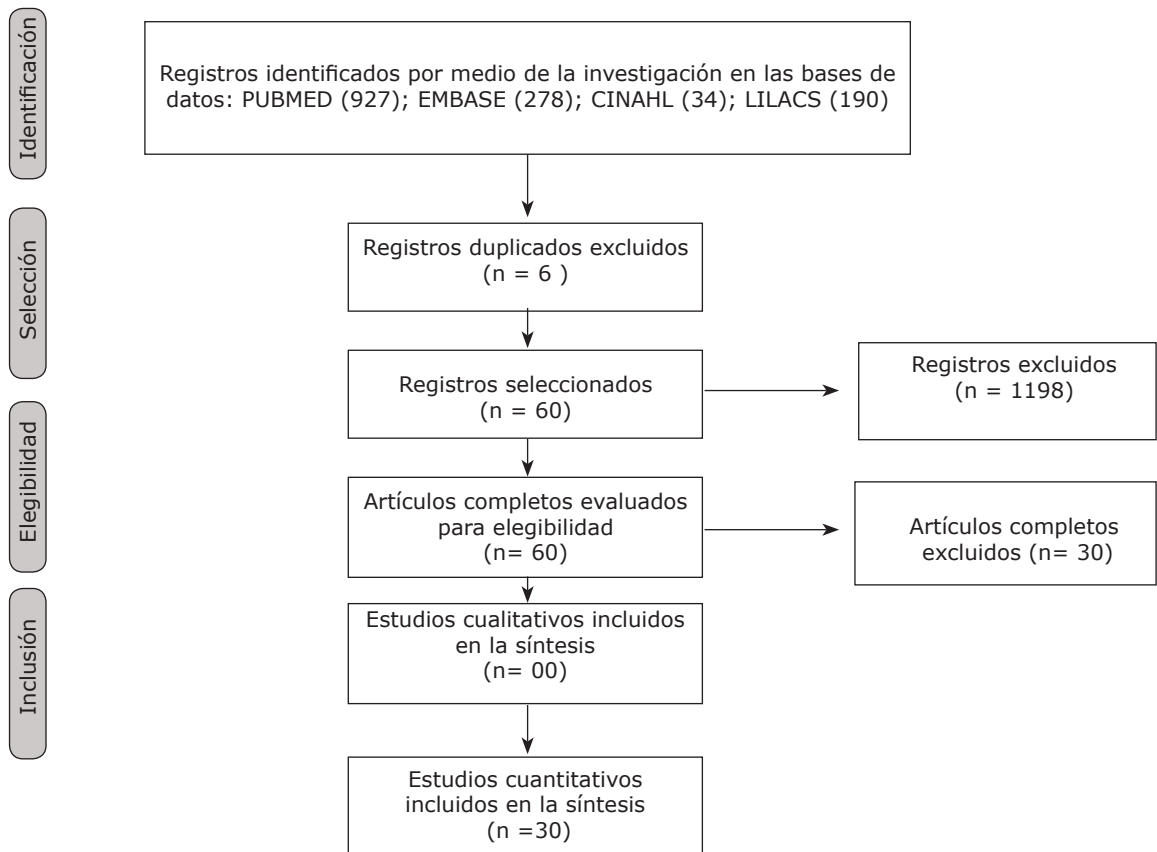 Identificación
Registros identificados por medio de la investigación en las bases de
datos: PUBMED (927); EMBASE (278); CINAHL (34); LILACS (190)
Selección
Registros duplicados excluidos
(n = 6 )
Registros seleccionados
(n = 60)
Registros excluidos
(n = 1198)
Elegibilidad
Artículos completos evaluados
para elegibilidad
(n= 60)
Artículos completos
excluidos (n= 30)
Inclusión
Estudios cualitativos incluidos
en la síntesis
(n= 00)
Estudios cuantitativos
incluidos en la síntesis
(n =30)